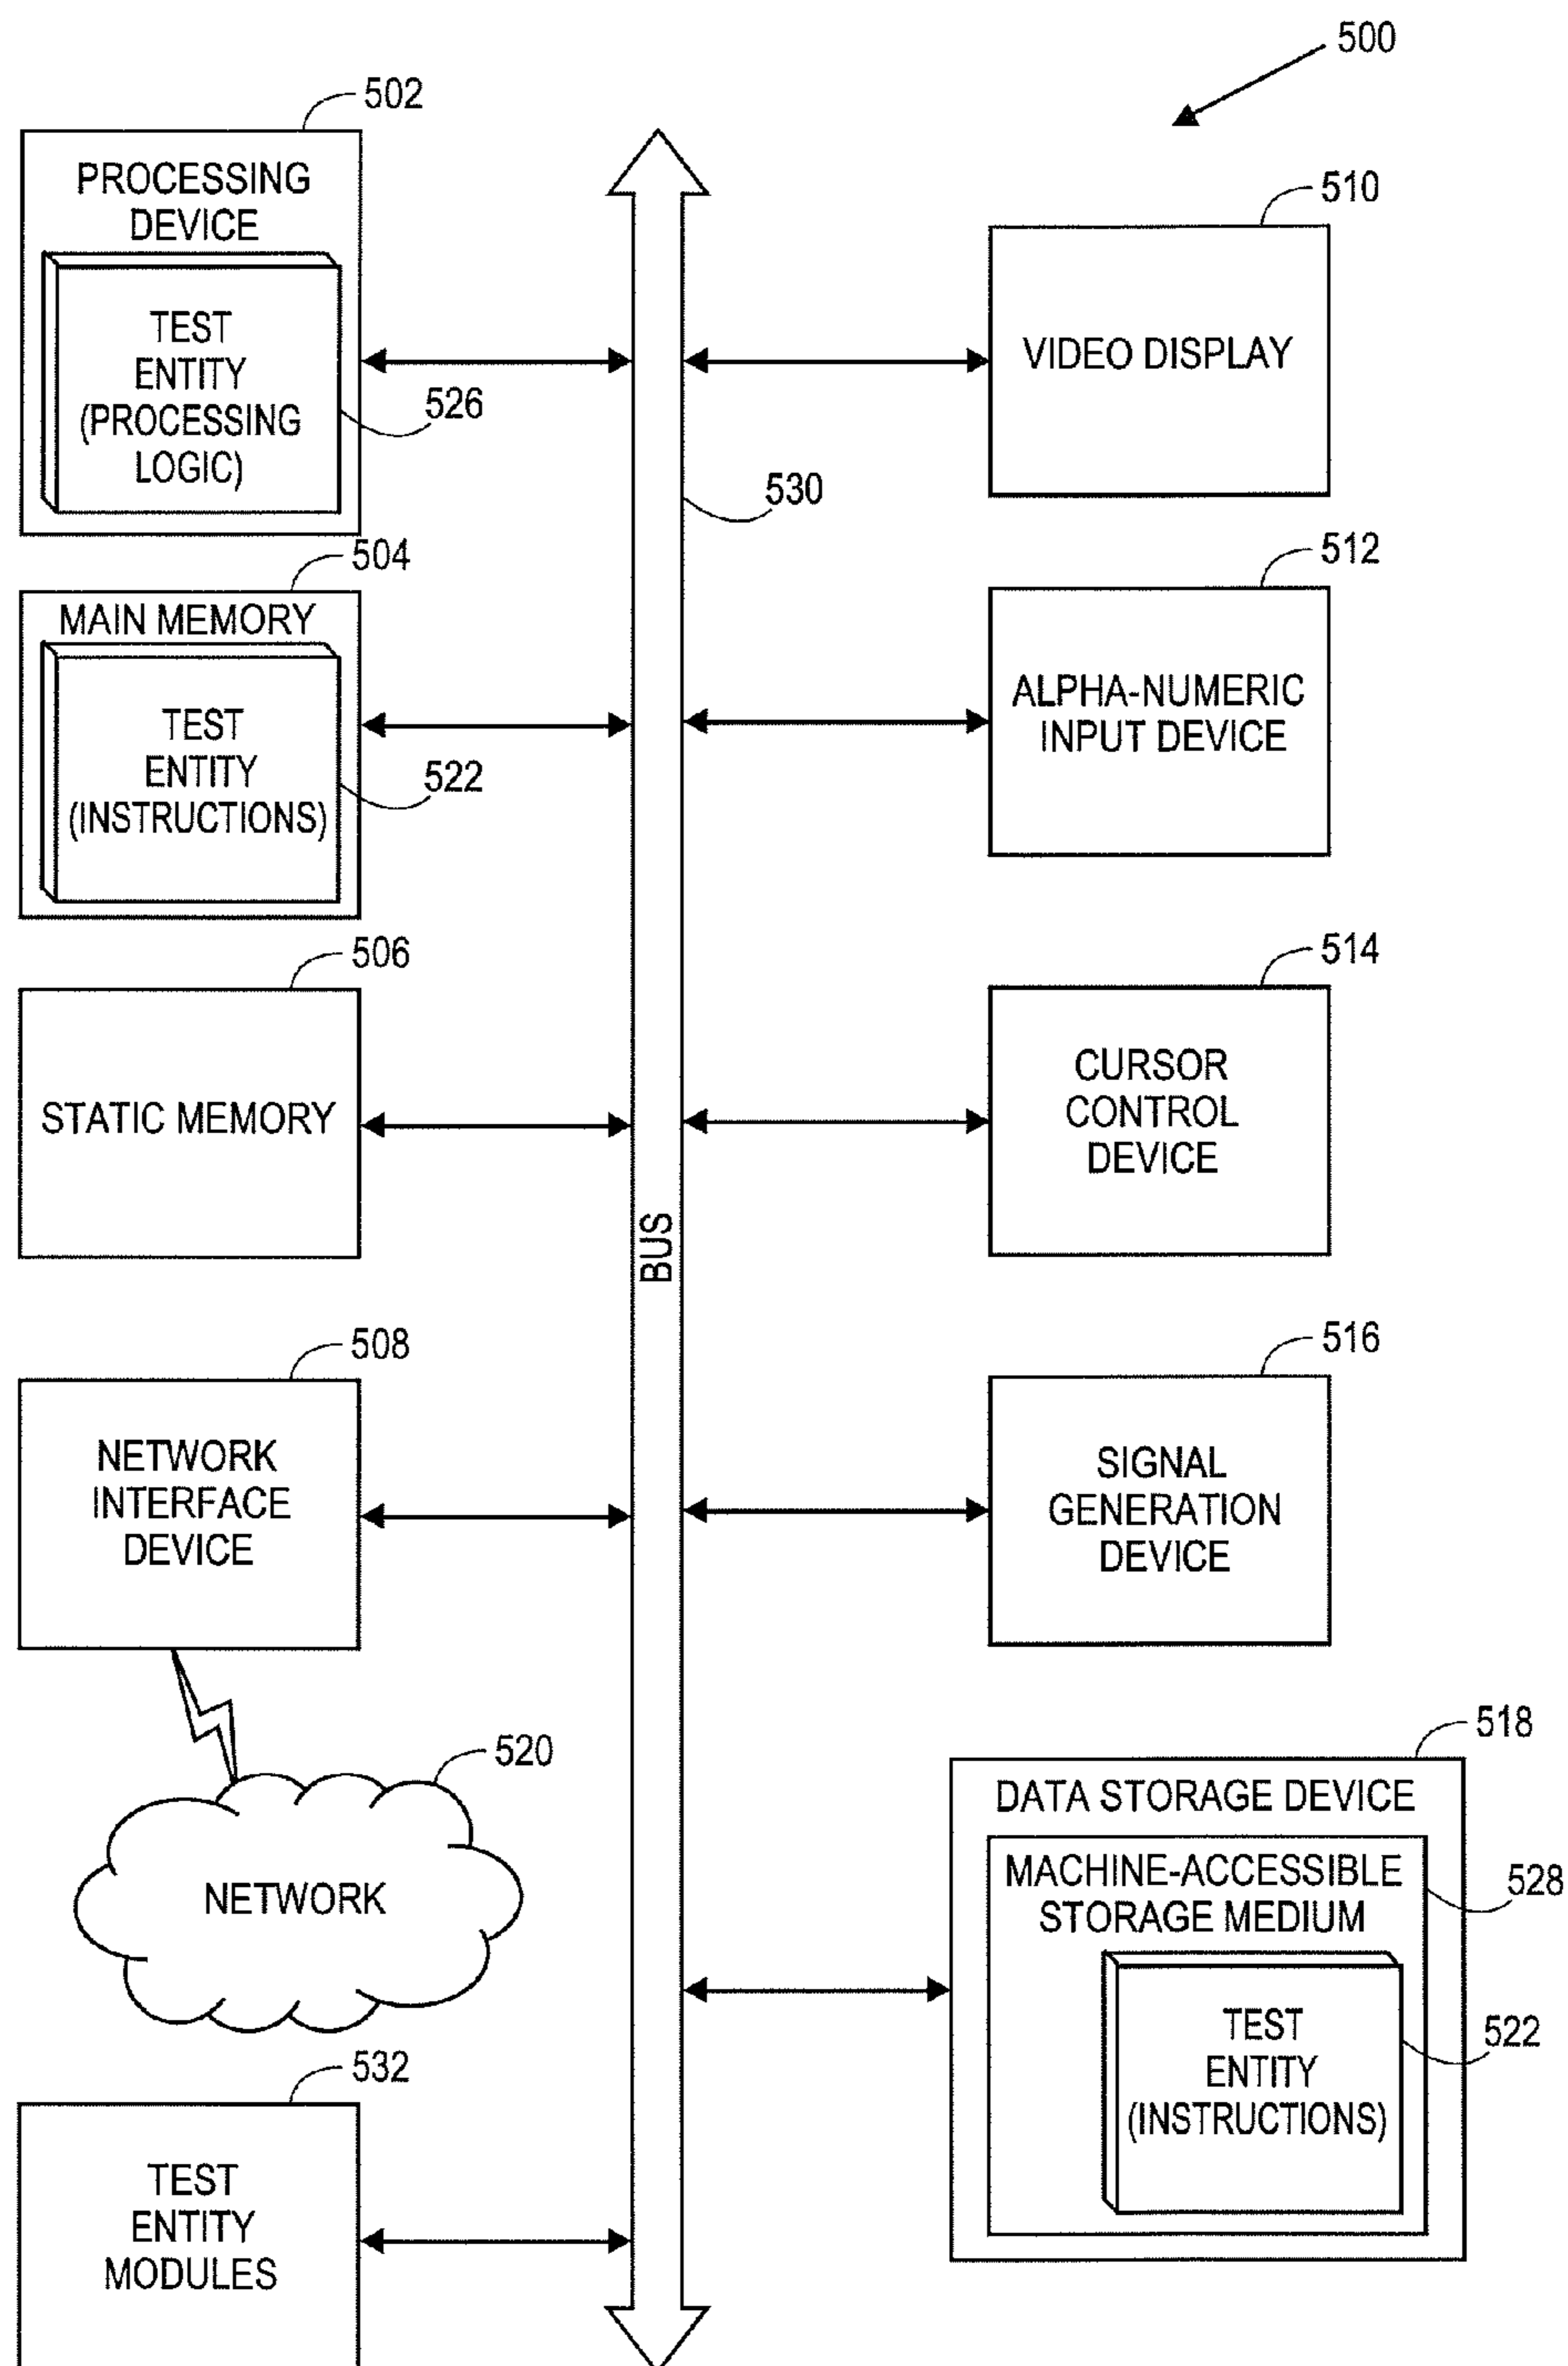 500
502
PROCESSING
DEVICE
TEST
ENTITY
(PROCESSING
LOGIC)
526
504
MAIN MEMORY
TEST
ENTITY
(INSTRUCTIONS)
522
506
STATIC MEMORY
508
NETWORK
INTERFACE
DEVICE
520
NETWORK
532
TEST
ENTITY
MODULES
530
BUS
510
VIDEO DISPLAY
512
ALPHA-NUMERIC
INPUT DEVICE
514
CURSOR
CONTROL
DEVICE
516
SIGNAL
GENERATION
DEVICE
518
DATA STORAGE DEVICE
MACHINE-ACCESSIBLE
STORAGE MEDIUM
528
TEST
ENTITY
(INSTRUCTIONS)
522